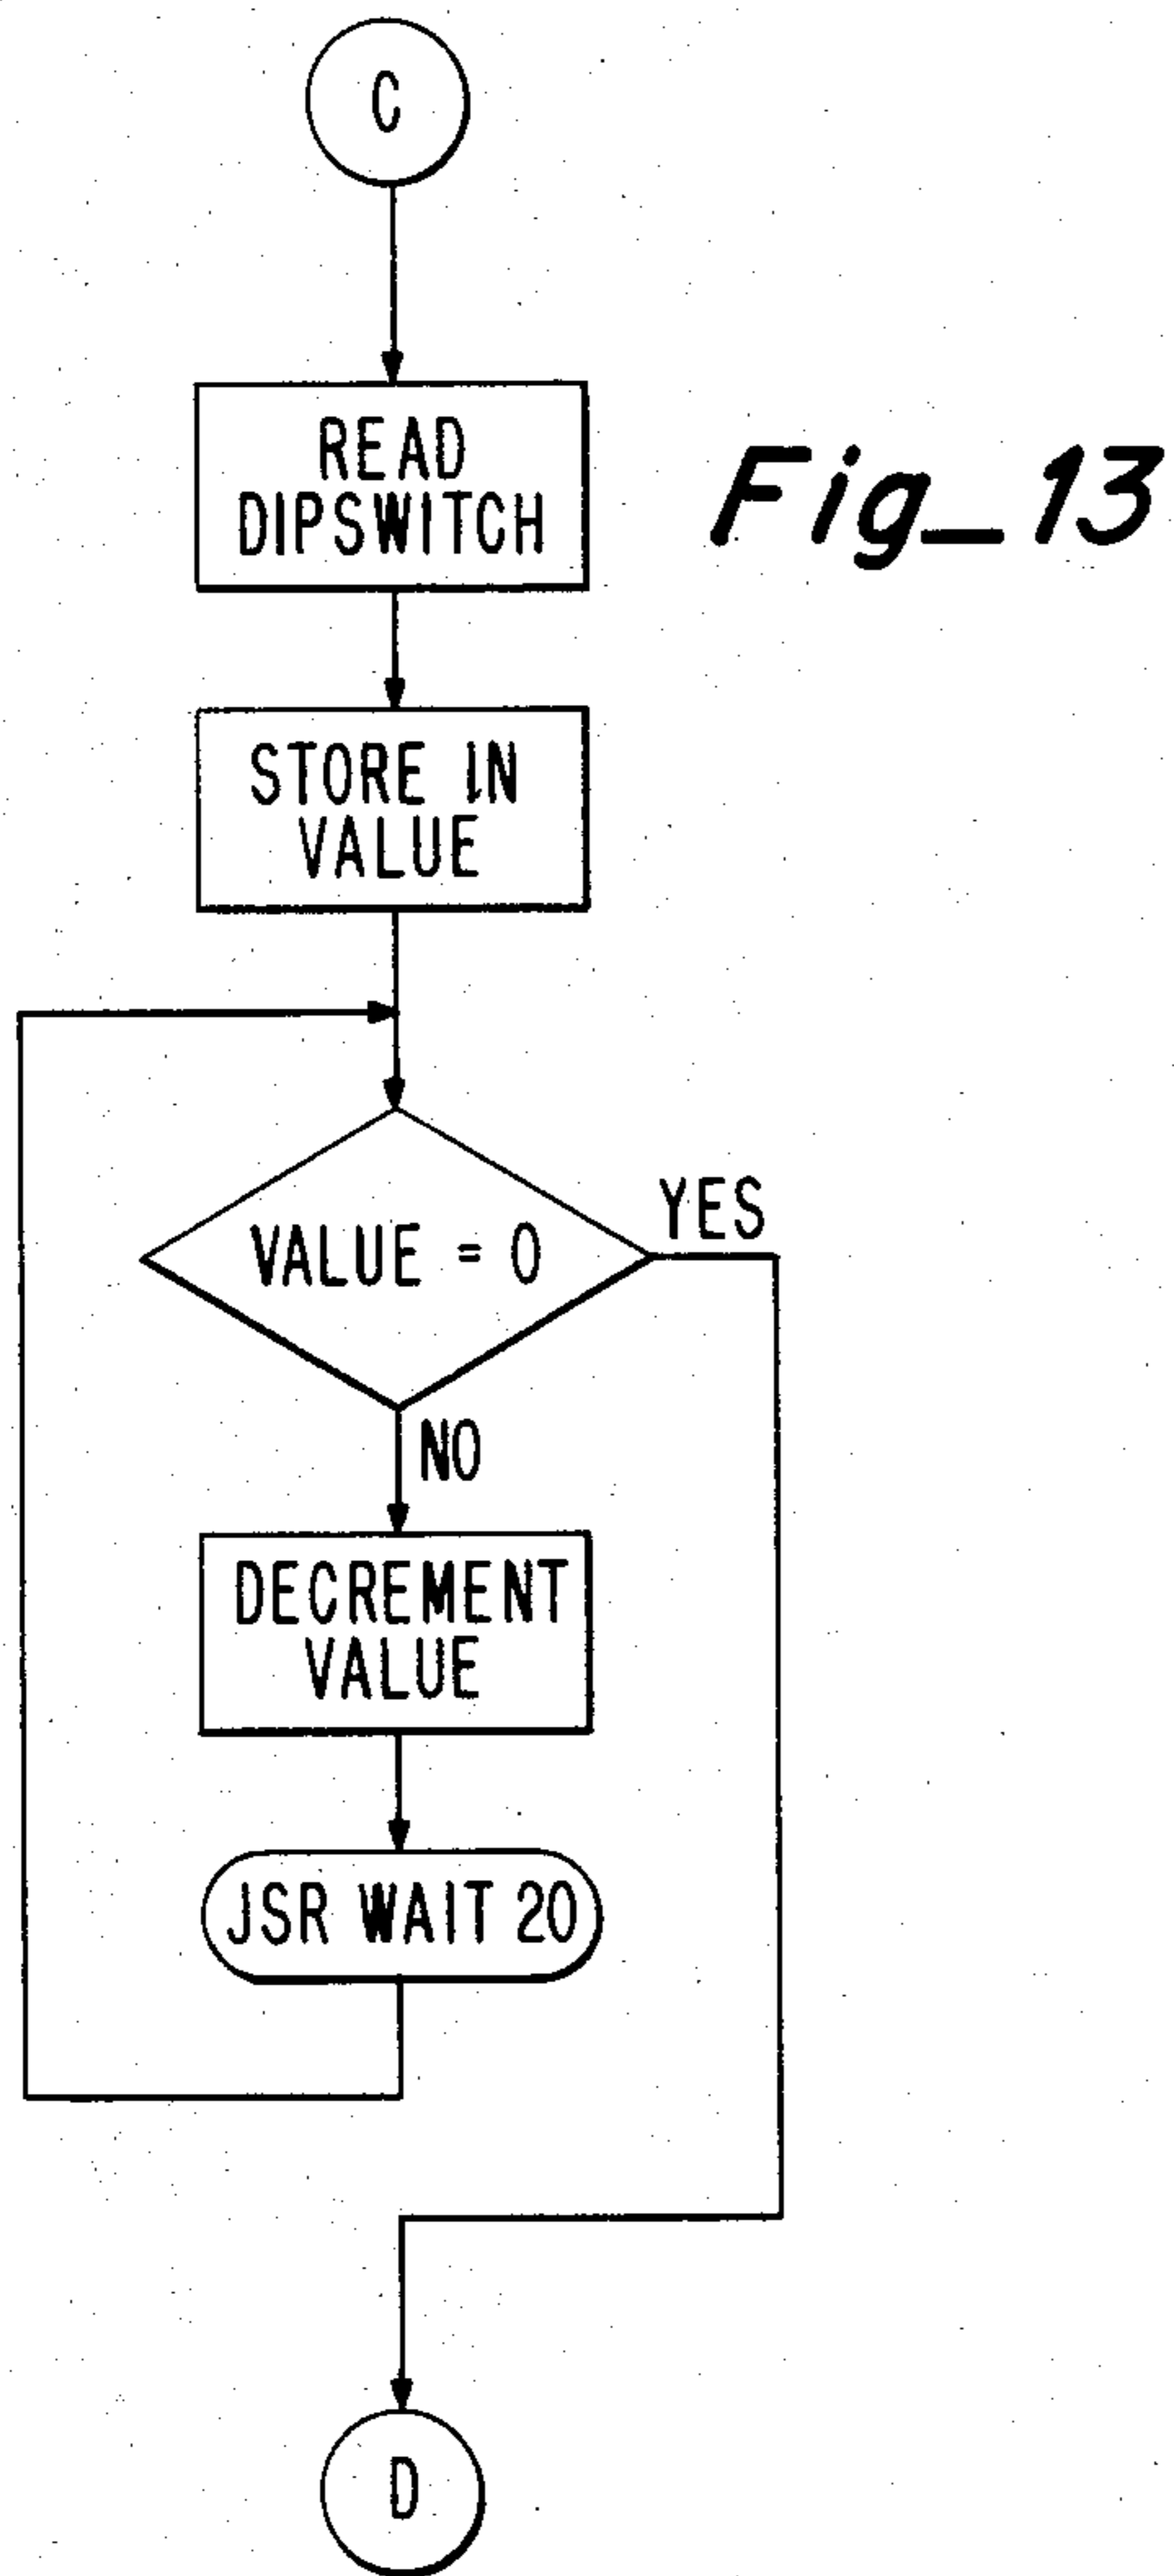 C
READ
DIPSWITCH
Fig_13
STORE IN
VALUE
VALUE = 0
YES
NO
DECREMENT
VALUE
JSR WAIT 20
D